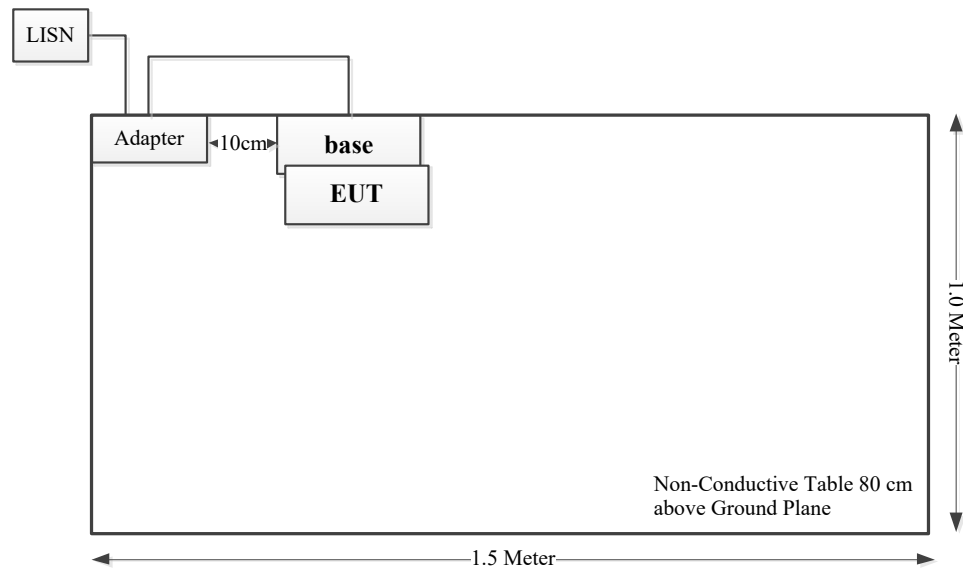 LISN
Adapter
10cm
base
EUT
1.0 Meter
Non-Conductive Table 80 cm
above Ground Plane
1.5 Meter